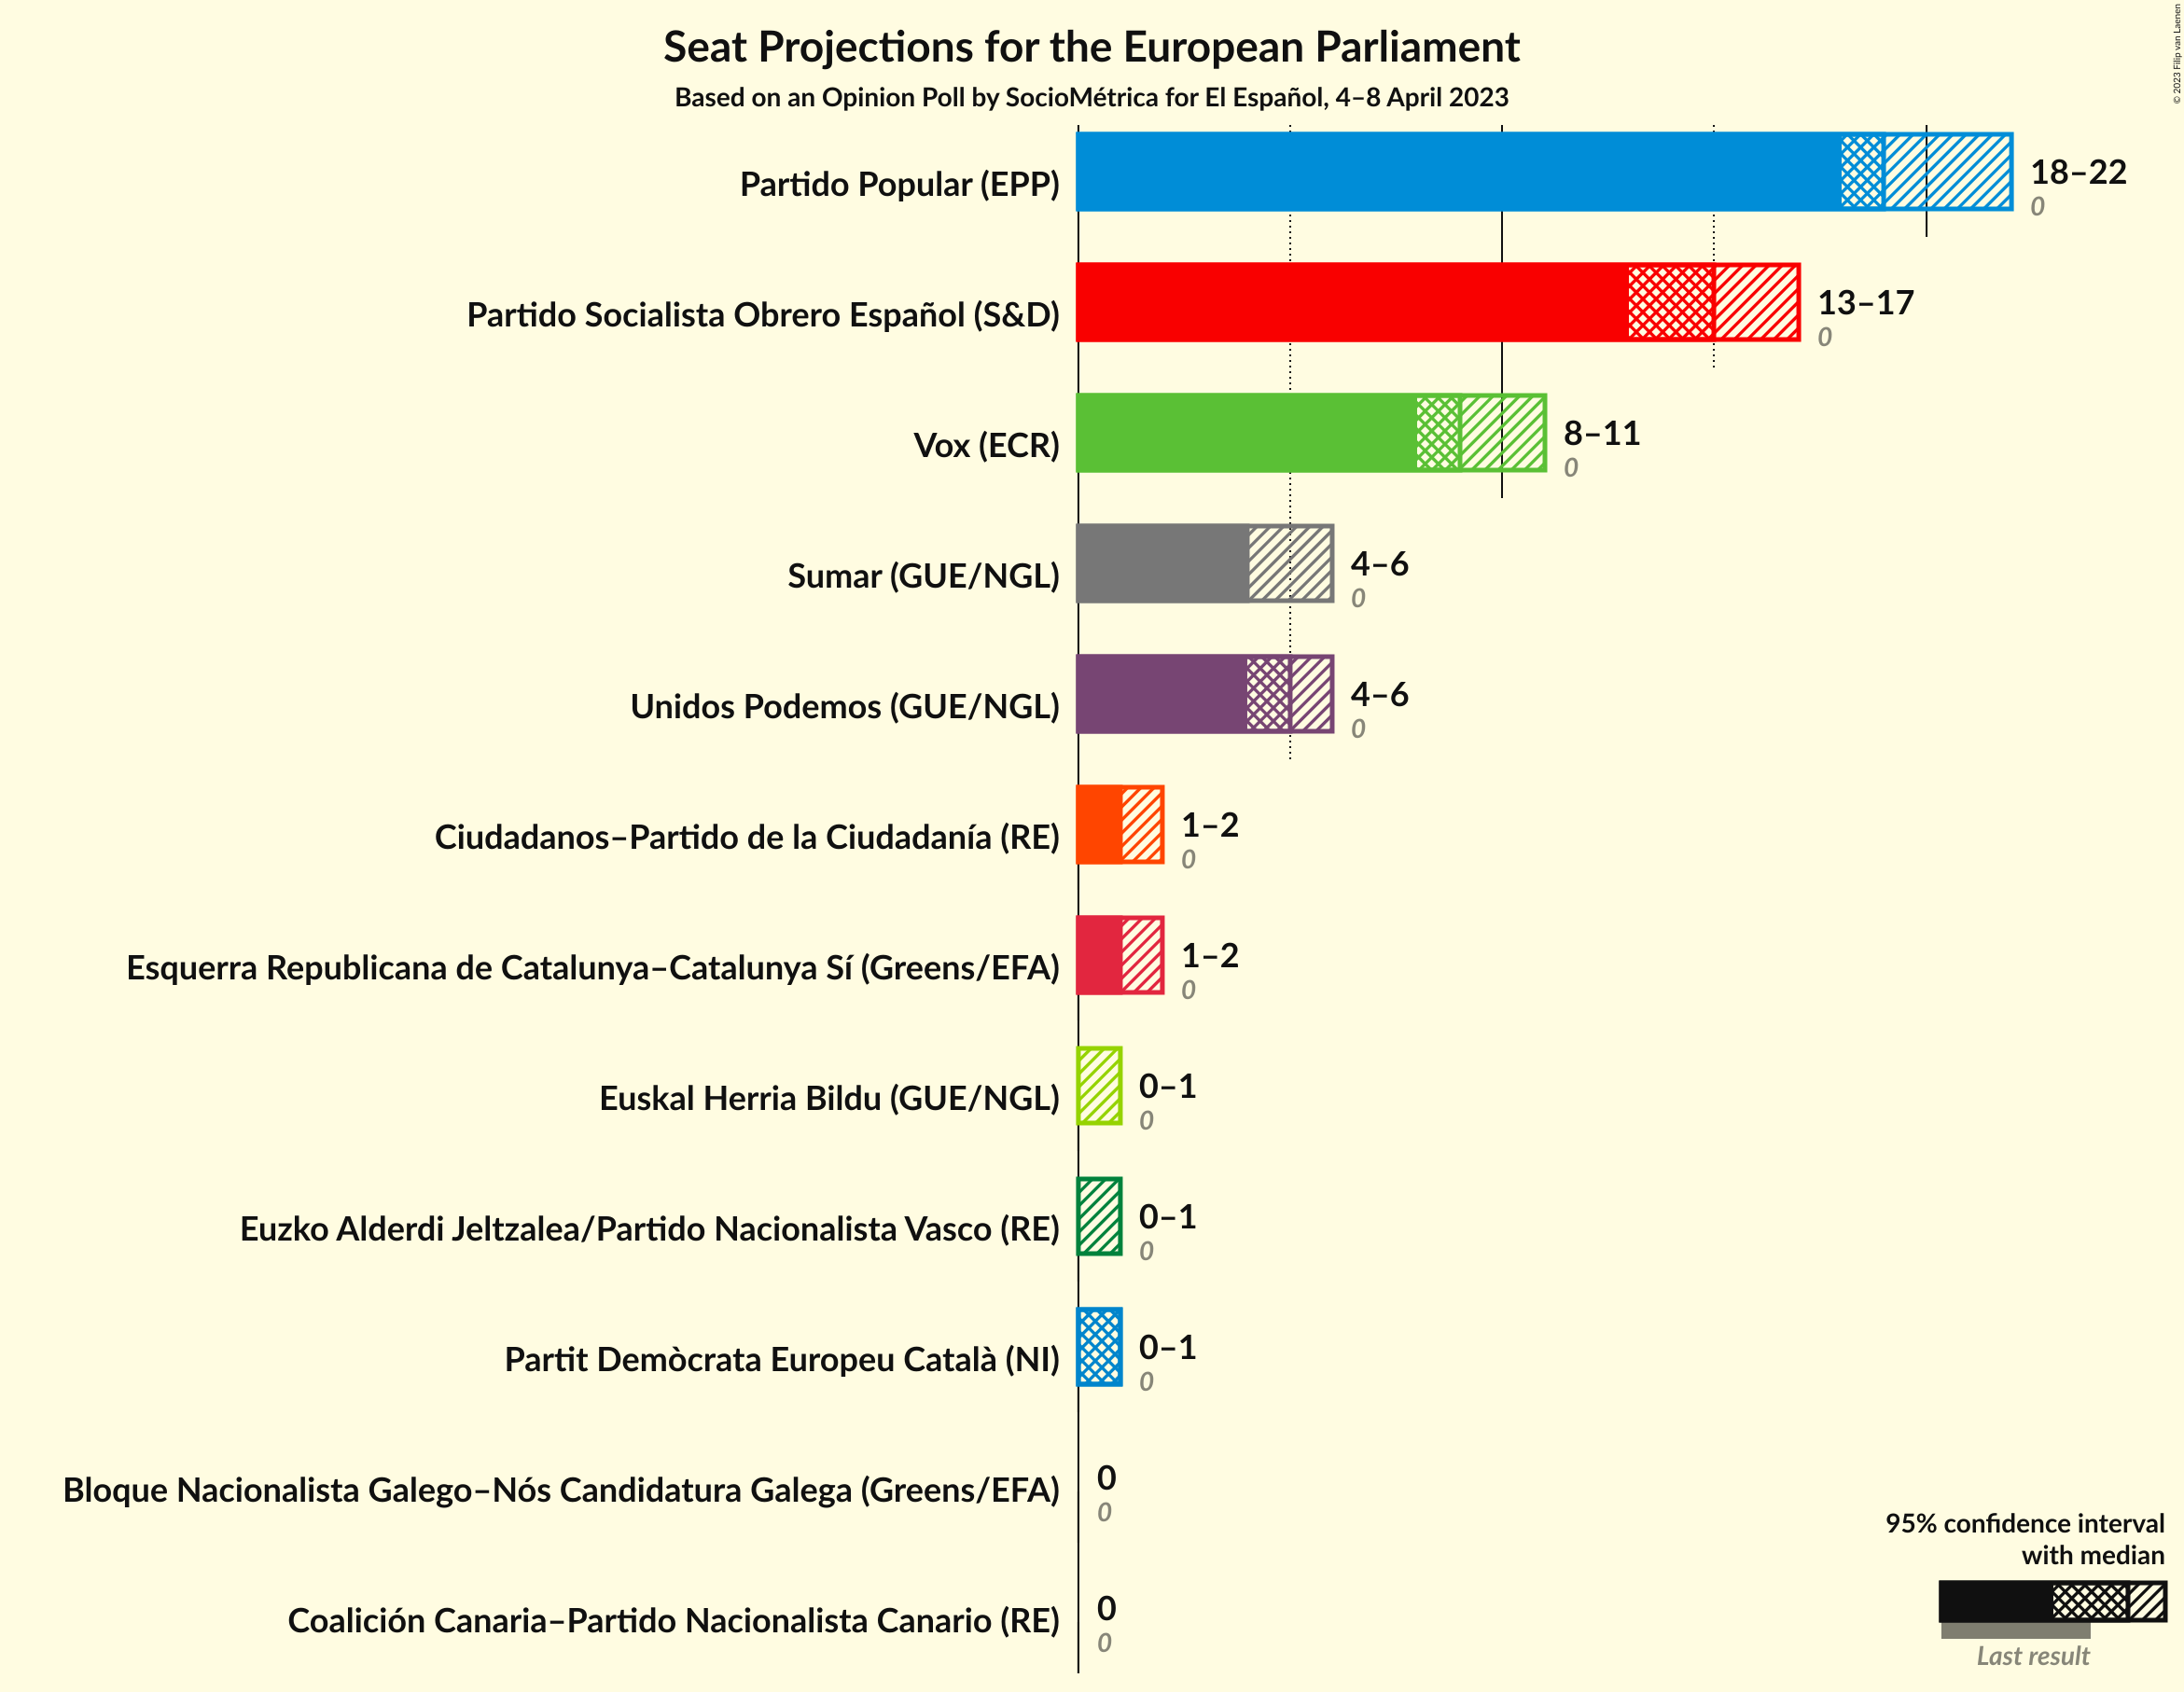 © 2023 Filip van Laenen
Seat Projections for the European Parliament
Based on an Opinion Poll by SocioMétrica for El Español, 4–8 April 2023
Partido Popular (EPP)
18–22
0
Partido Socialista Obrero Español (S&D)
13–17
0
Vox (ECR)
8–11
0
Sumar (GUE/NGL)
4–6
0
Unidos Podemos (GUE/NGL)
4–6
0
Ciudadanos–Partido de la Ciudadanía (RE)
1–2
0
Esquerra Republicana de Catalunya–Catalunya Sí (Greens/EFA)
1–2
0
Euskal Herria Bildu (GUE/NGL)
0–1
0
Euzko Alderdi Jeltzalea/Partido Nacionalista Vasco (RE)
0–1
0
Partit Demòcrata Europeu Català (NI)
0–1
0
Bloque Nacionalista Galego–Nós Candidatura Galega (Greens/EFA)
0
0
Coalición Canaria–Partido Nacionalista Canario (RE)
0
0
95% confidence interval
with median
Last result